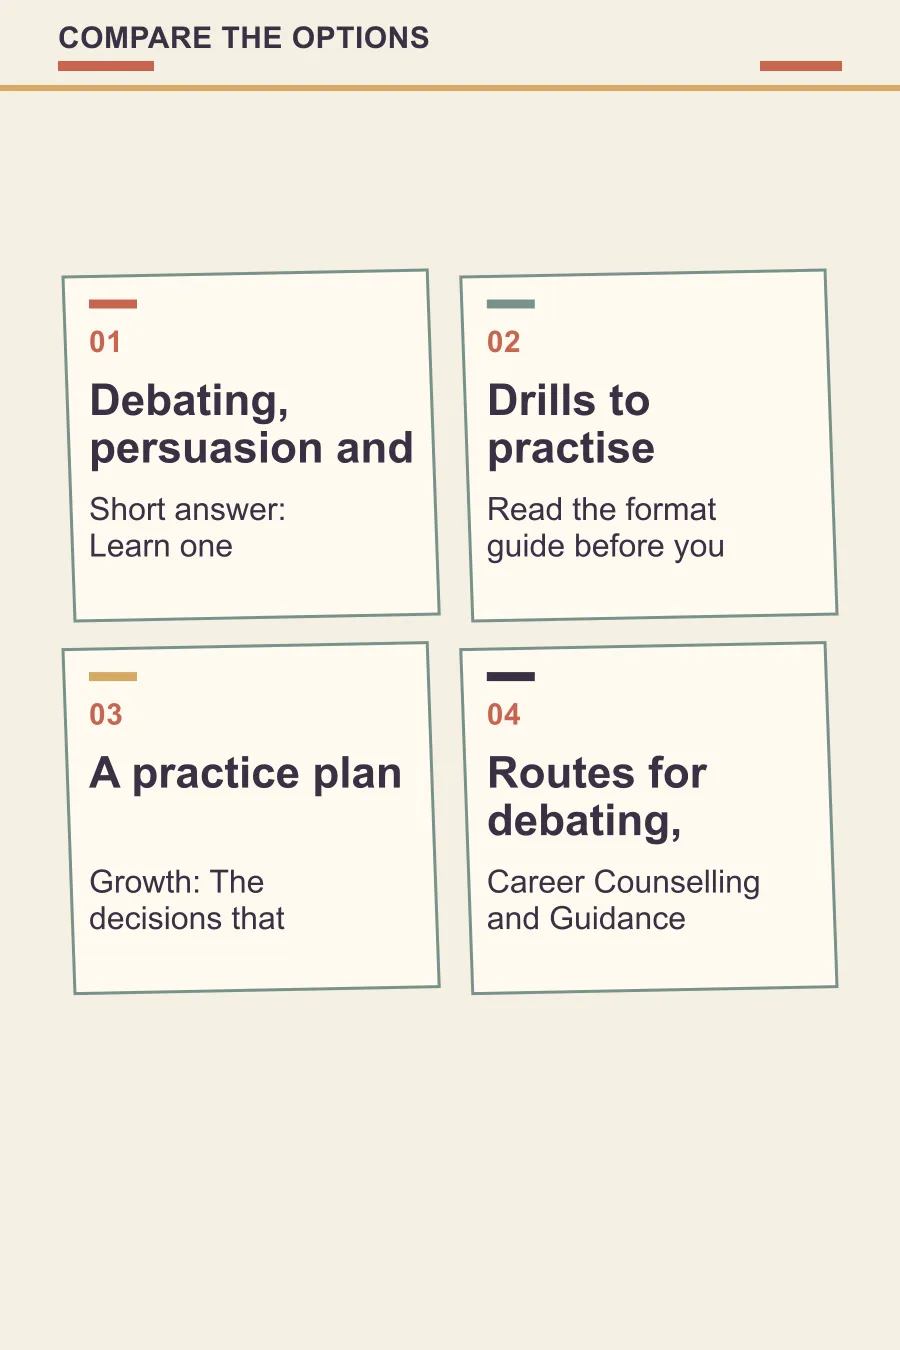 COMPARE THE OPTIONS
01
Debating,
persuasion and
Short answer:
Learn one
02
Drills to
practise
Read the format
guide before you
03
A practice plan
Growth: The
decisions that
04
Routes for
debating,
Career Counselling
and Guidance